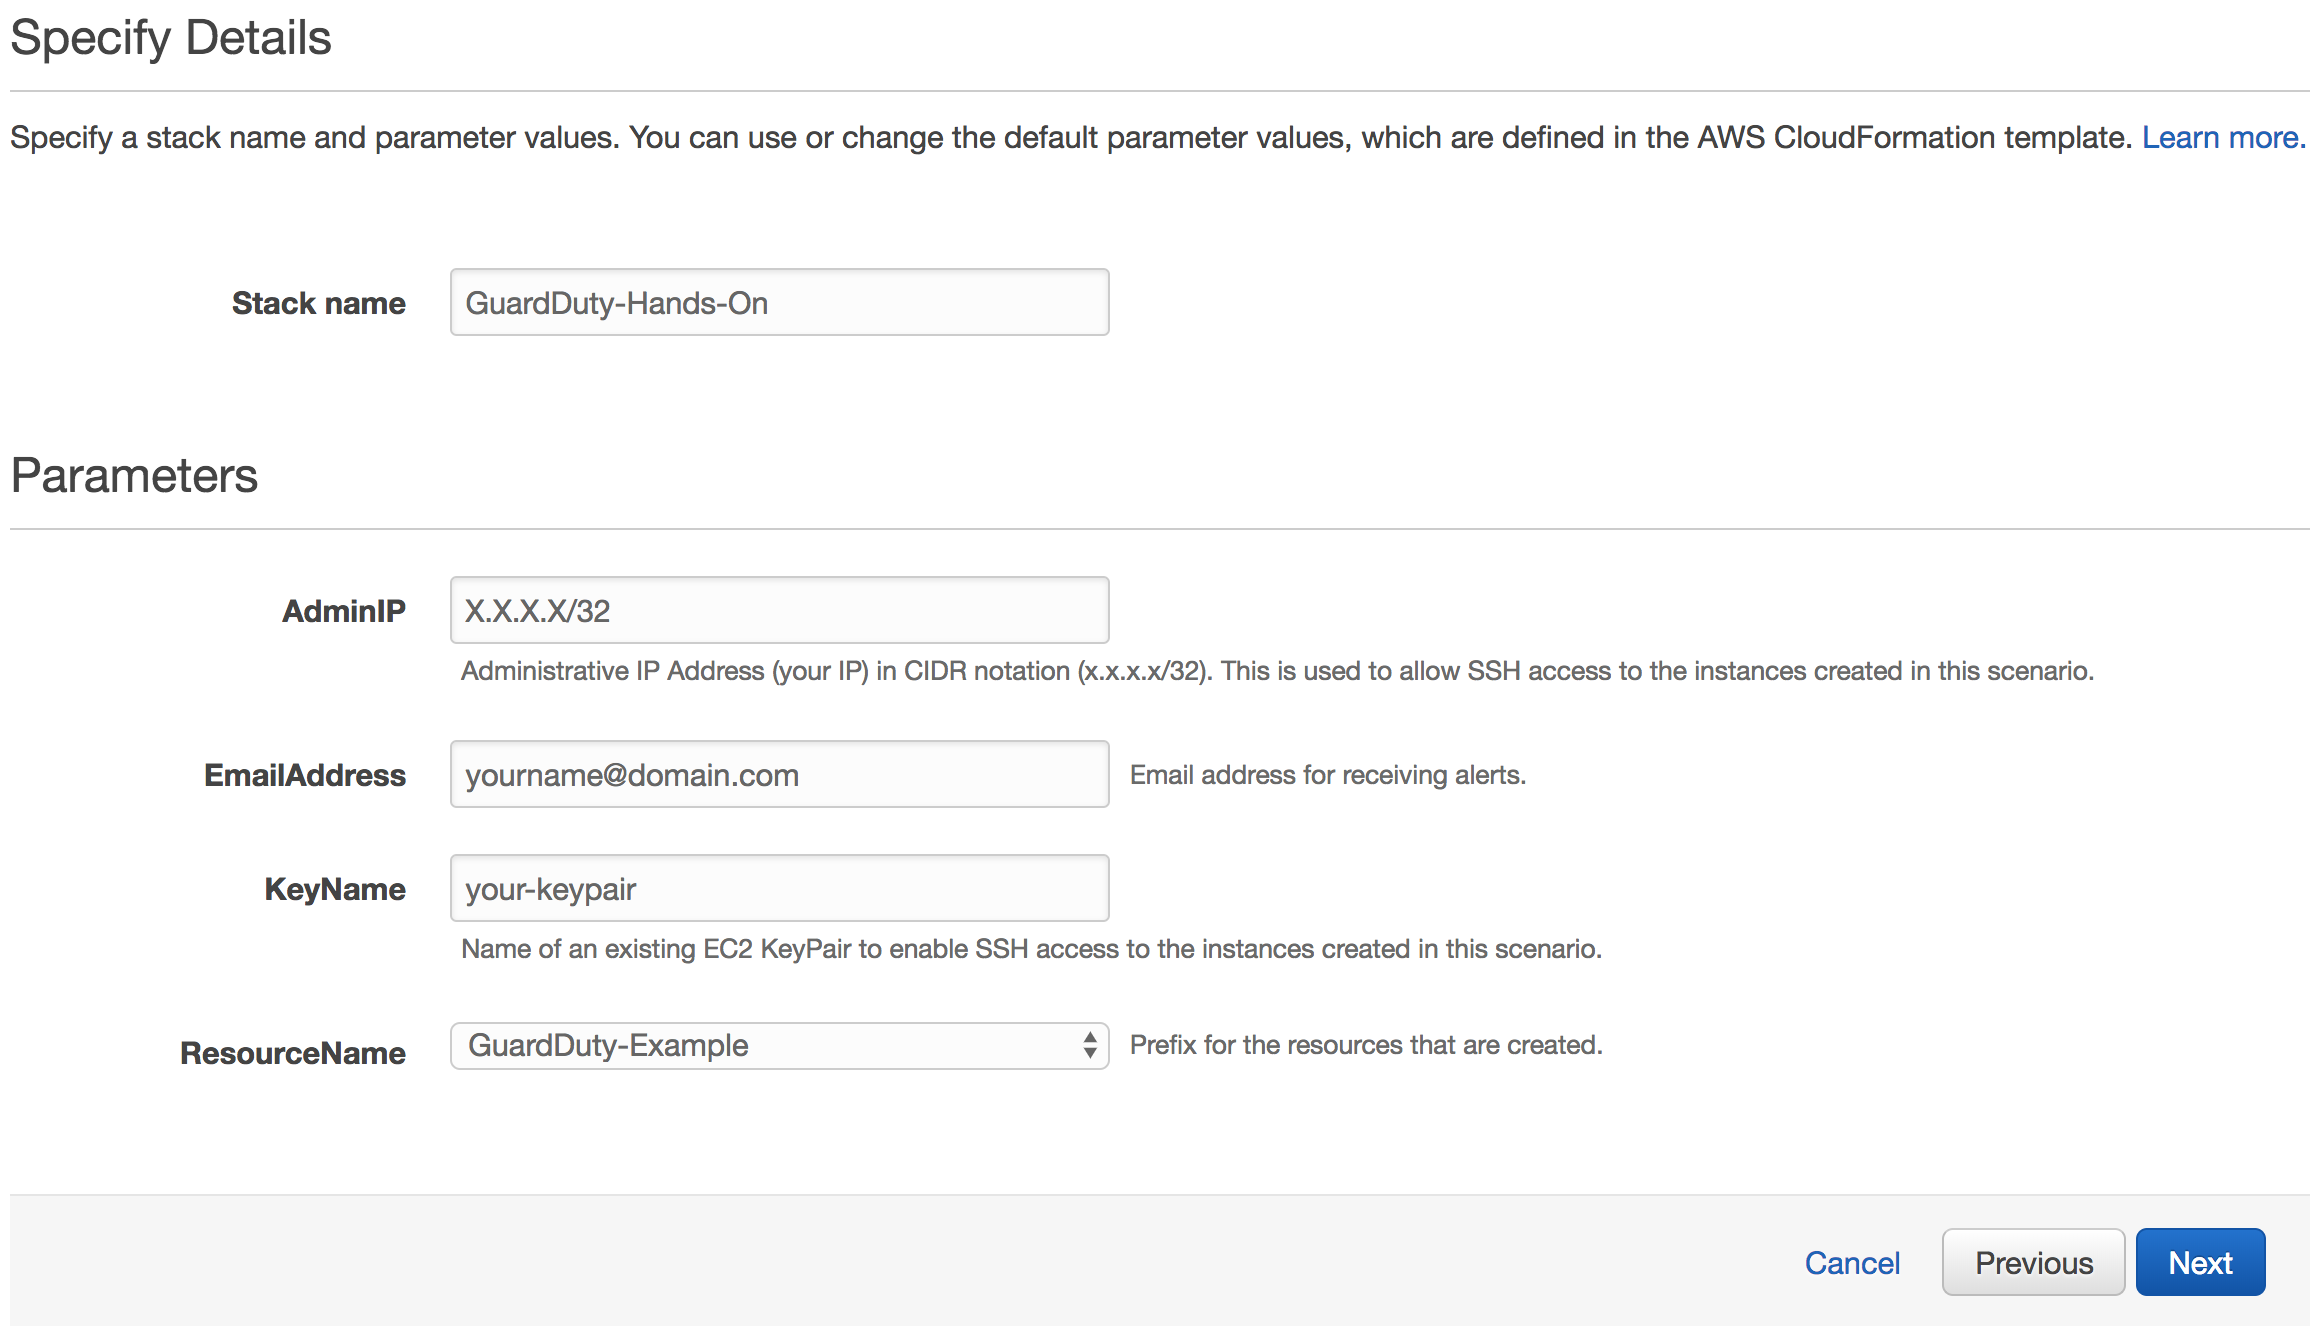 Specify Details
Specify a stack name and parameter values. You can use or change the default parameter values, which are defined in the AWS CloudFormation template. Learn more.
Stack name GuardDuty-Hands-On
Parameters
AdminIP X.X.X.X/32
Administrative IP Address (your IP) in CIDR notation (x.x.x.x/32). This is used to allow SSH access to the instances created in this scenario.
EmailAddress yourname@domain.com Email address for receiving alerts.
KeyName your-keypair
Name of an existing EC2 KeyPair to enable SSH access to the instances created in this scenario.
ResourceName GuardDuty-Example Prefix for the resources that are created.
Cancel Previous Next